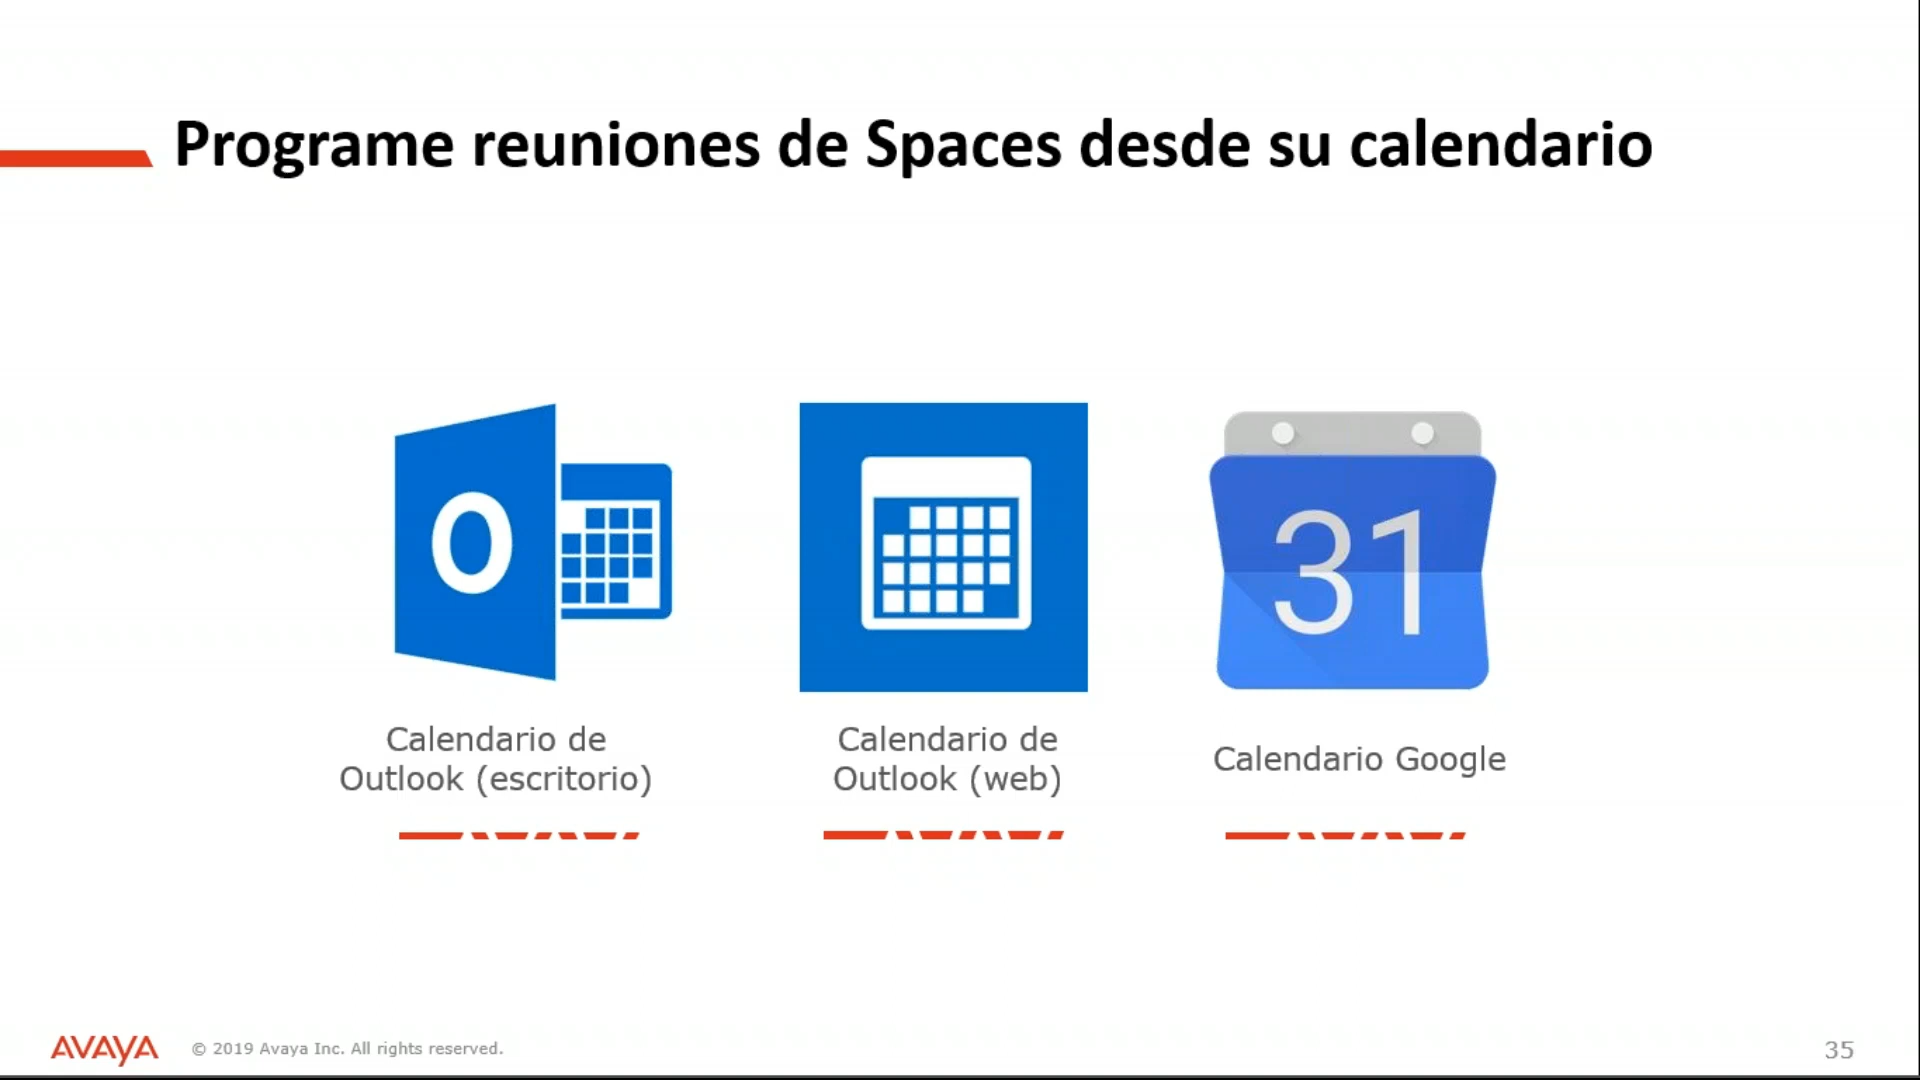 Programe reuniones de Spaces desde su calendario
O
31
Calendario de
Outlook (escritorio)
Calendario de
Outlook (web)
Calendario Google
AVAYA
© 2019 Avaya Inc. All rights reserved.
35